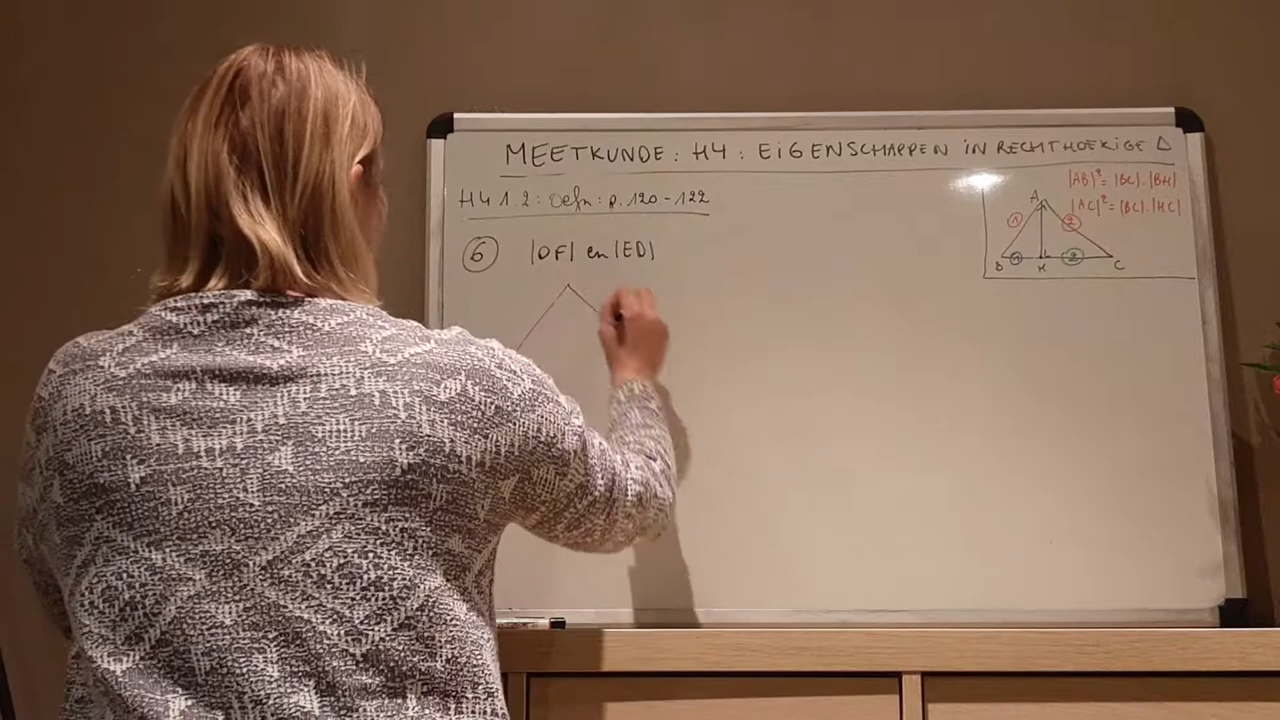 MEETKUNDE: H4: EIGENSCHAPPEN IN RECHTHOEKIGE Δ
H4 1.2: Oefn: p. 120 - 122
6 |DF| en |ED|
|AB|² = |BC| . |BH|
|AC|² = |BC| . |HC|
A
1 2
B 1 H 2 C